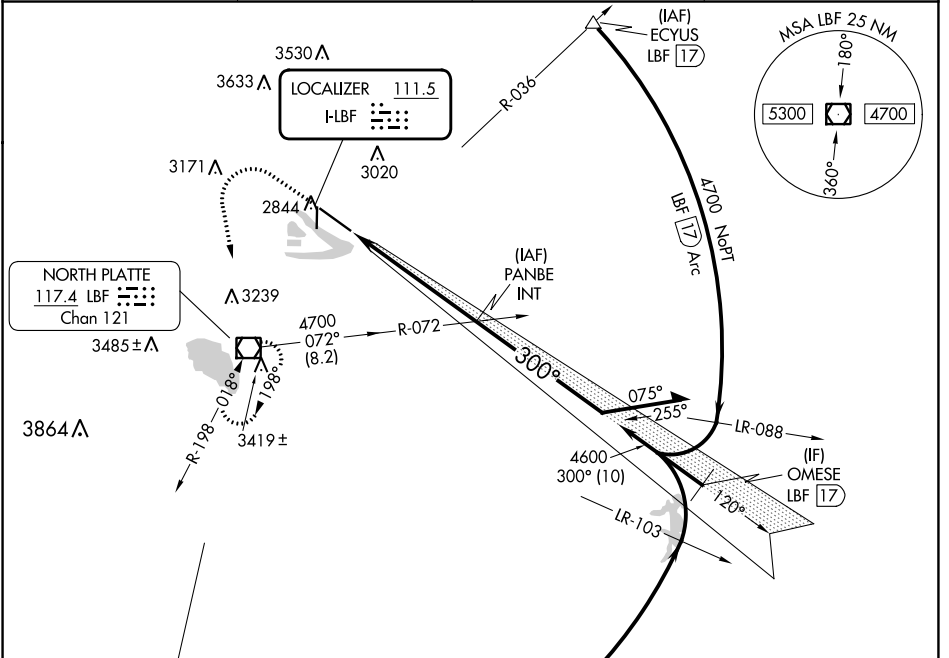 (IAF)
ECYUS
LBF 17
R-036
MSA LBF 25 NM
180°
5300
4700
360°
3530
3633
LOCALIZER 111.5
I-LBF
3020
3171
2844
4700 NoPT
LBF 17 Arc
(IAF)
PANBE
INT
NORTH PLATTE
117.4 LBF
Chan 121
3239
3485±
4700
072°
(8.2)
R-072
300°
075°
255°
LR-088
018°
198°
R-198
3419±
3864
4600
300° (10)
(IF)
OMESE
LBF 17
120°
LR-103